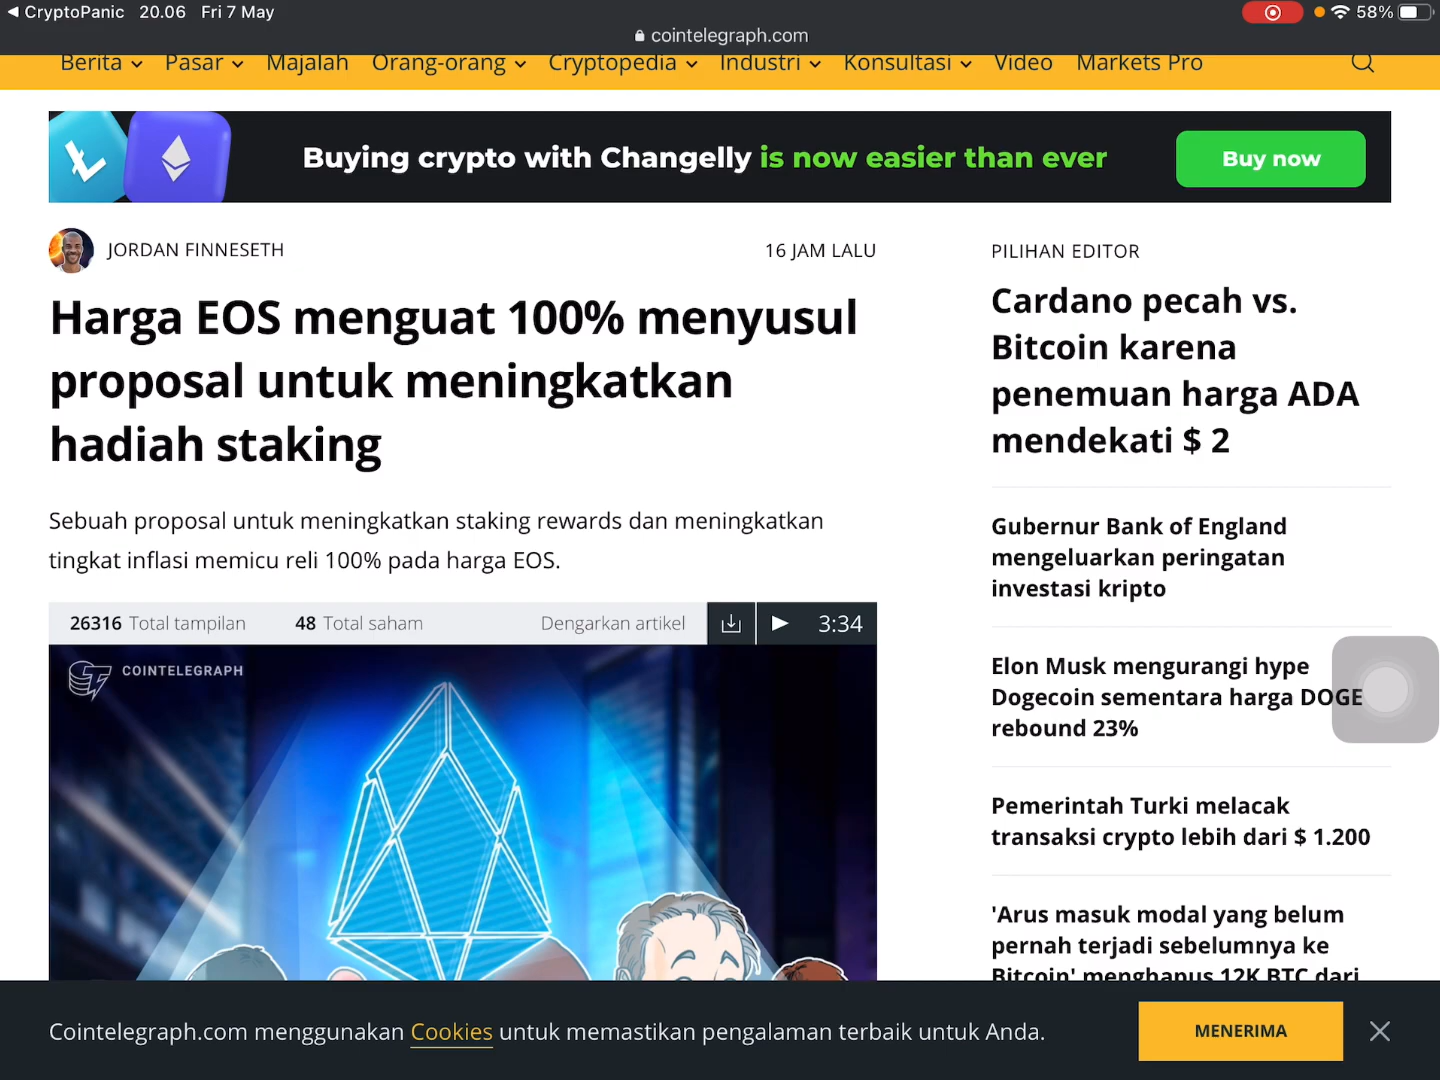 CryptoPanic 20.06 Fri 7 May 58%
cointelegraph.com
Berita Pasar Majalah Orang-orang Cryptopedia Industri Konsultasi Video Markets Pro
Buying crypto with Changelly is now easier than ever Buy now
JORDAN FINNESETH 16 JAM LALU
Harga EOS menguat 100% menyusul
proposal untuk meningkatkan
hadiah staking
Sebuah proposal untuk meningkatkan staking rewards dan meningkatkan
tingkat inflasi memicu reli 100% pada harga EOS.
26316 Total tampilan 48 Total saham Dengarkan artikel 3:34
COINTELEGRAPH
PILIHAN EDITOR
Cardano pecah vs.
Bitcoin karena
penemuan harga ADA
mendekati $ 2
Gubernur Bank of England
mengeluarkan peringatan
investasi kripto
Elon Musk mengurangi hype
Dogecoin sementara harga DOGE
rebound 23%
Pemerintah Turki melacak
transaksi crypto lebih dari $ 1.200
'Arus masuk modal yang belum
pernah terjadi sebelumnya ke
Bitcoin' menghapus 12K BTC dari
Cointelegraph.com menggunakan Cookies untuk memastikan pengalaman terbaik untuk Anda.
MENERIMA